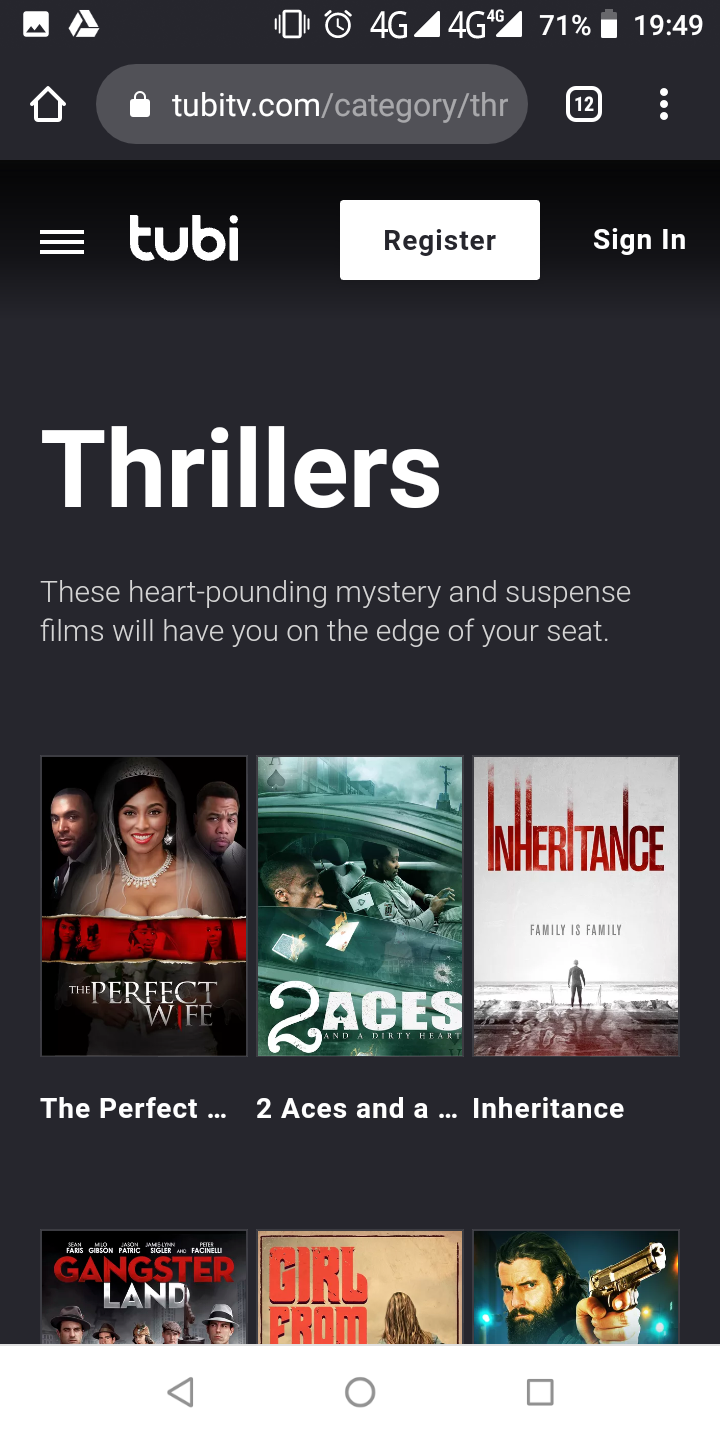 4G 4G 4G 71% 19:49
tubitv.com/category/thr
12
tubi
Register
Sign In
Thrillers
These heart-pounding mystery and suspense
films will have you on the edge of your seat.
A
THE PERFECT
WIFE
2 ACES
AND A DIRTY HEART
INHERITANCE
FAMILY IS FAMILY
The Perfect ...
2 Aces and a ...
Inheritance
SEAN FARIS MILO GIBSON JASON PATRIC JAMIE-LYNN SIGLER AND PETER FACINELLI
GANGSTER
LAND
GIRL
FROM